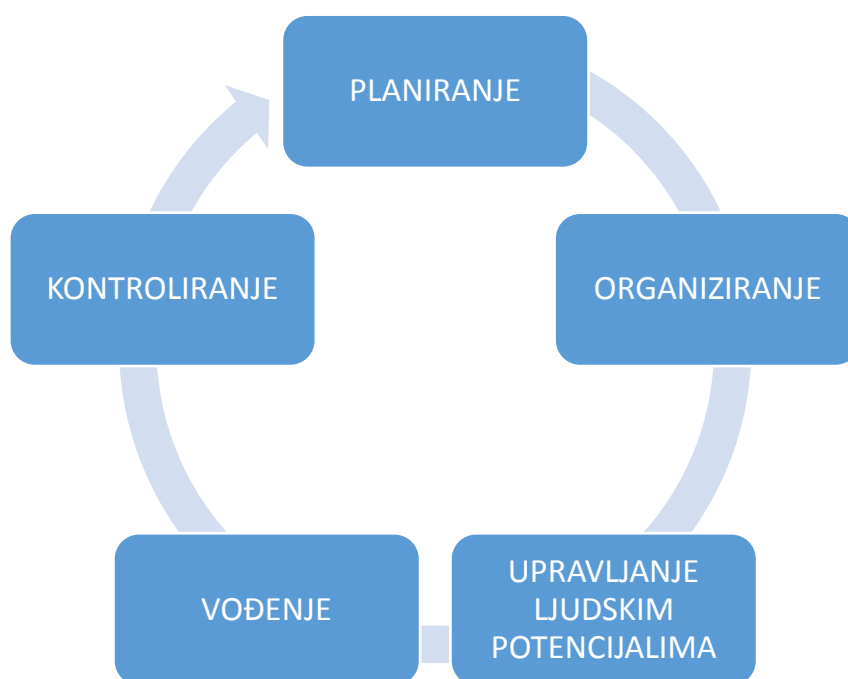 PLANIRANJE
ORGANIZIRANJE
UPRAVLJANJE
LJUDSKIM
POTENCIJALIMA
VOĐENJE
KONTROLIRANJE